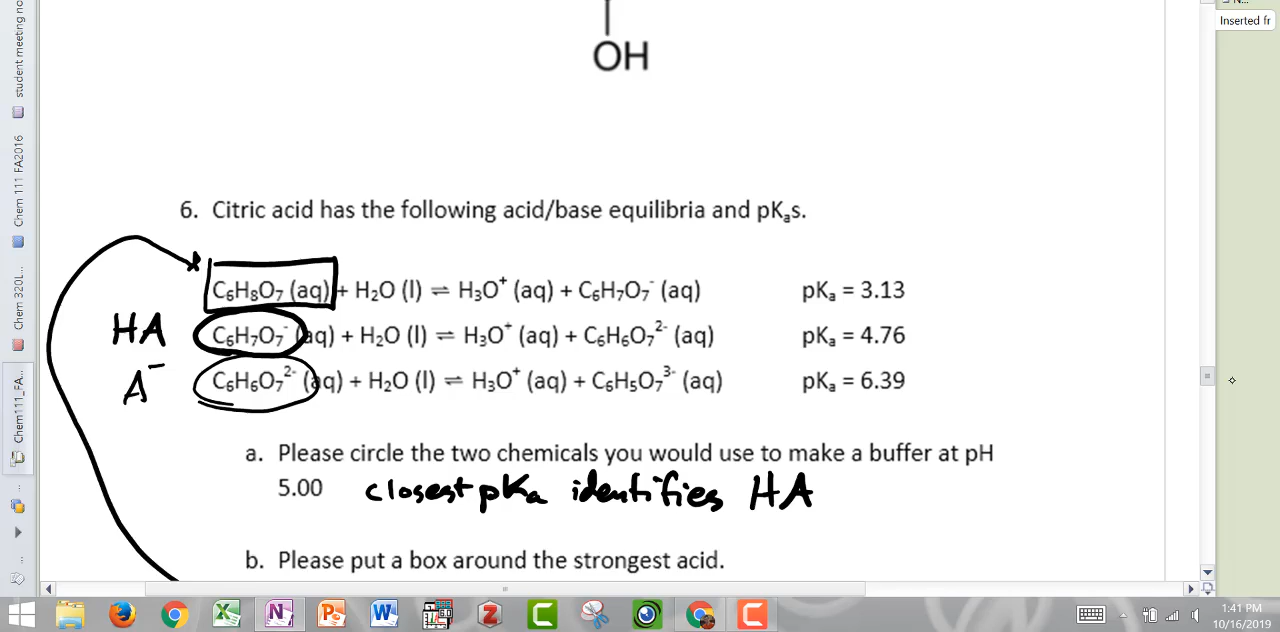 N...
Inserted fr
student meeting no
Chem 111 FA2016
Chem 320L...
Chem111_FA...
OH
6. Citric acid has the following acid/base equilibria and pKₐs.
C₆H₈O₇ (aq) + H₂O (l) ⇌ H₃O⁺ (aq) + C₆H₇O₇⁻ (aq) pKₐ = 3.13
HA C₆H₇O₇⁻ (aq) + H₂O (l) ⇌ H₃O⁺ (aq) + C₆H₆O₇²⁻ (aq) pKₐ = 4.76
A⁻ C₆H₆O₇²⁻ (aq) + H₂O (l) ⇌ H₃O⁺ (aq) + C₆H₅O₇³⁻ (aq) pKₐ = 6.39
a. Please circle the two chemicals you would use to make a buffer at pH
5.00 closest pKa identifies HA
b. Please put a box around the strongest acid.
1:41 PM
10/16/2019